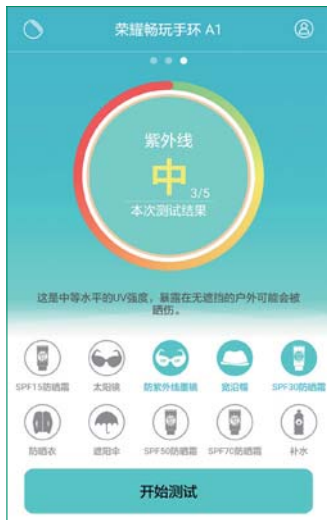 荣耀畅玩手环 A1
紫外线
中 3/5
本次测试结果
这是中等水平的UV强度，暴露在无遮挡的户外可能会被
晒伤。
SPF15防晒霜 太阳镜 防紫外线墨镜 宽沿帽 SPF30防晒霜
防晒衣 遮阳伞 SPF50防晒霜 SPF70防晒霜 补水
开始测试